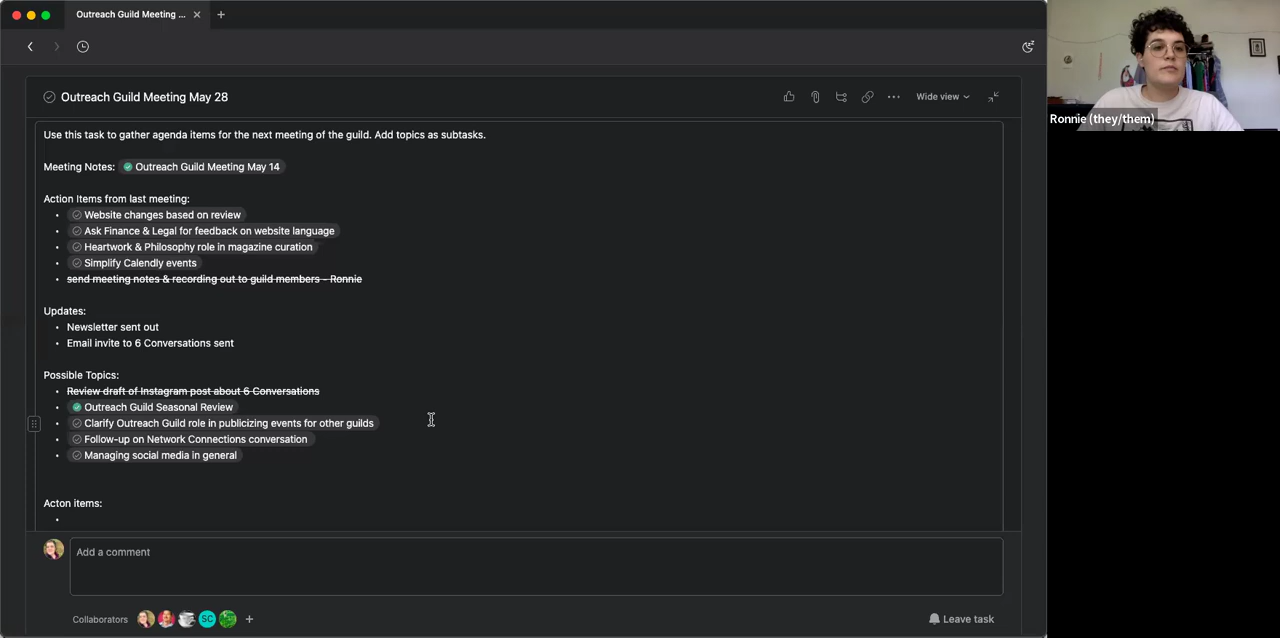 Outreach Guild Meeting ...
Outreach Guild Meeting May 28
Wide view
Use this task to gather agenda items for the next meeting of the guild. Add topics as subtasks.
Meeting Notes: Outreach Guild Meeting May 14
Action Items from last meeting:
Website changes based on review
Ask Finance & Legal for feedback on website language
Heartwork & Philosophy role in magazine curation
Simplify Calendly events
send meeting notes & recording out to guild members - Ronnie
Updates:
Newsletter sent out
Email invite to 6 Conversations sent
Possible Topics:
Review draft of Instagram post about 6 Conversations
Outreach Guild Seasonal Review
Clarify Outreach Guild role in publicizing events for other guilds
Follow-up on Network Connections conversation
Managing social media in general
Acton items:
Add a comment
Collaborators
SC
Leave task
Ronnie (they/them)